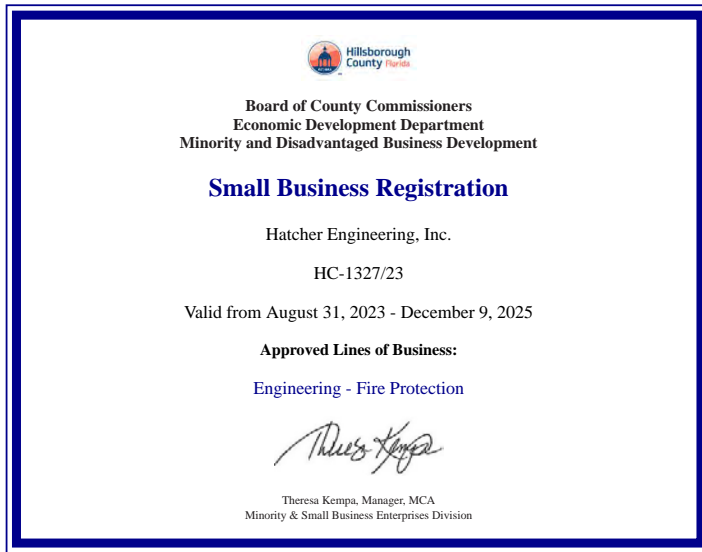 Hillsborough
County Florida
Board of County Commissioners
Economic Development Department
Minority and Disadvantaged Business Development
Small Business Registration
Hatcher Engineering, Inc.
HC-1327/23
Valid from August 31, 2023 - December 9, 2025
Approved Lines of Business:
Engineering - Fire Protection
Theresa Kempa
Theresa Kempa, Manager, MCA
Minority & Small Business Enterprises Division